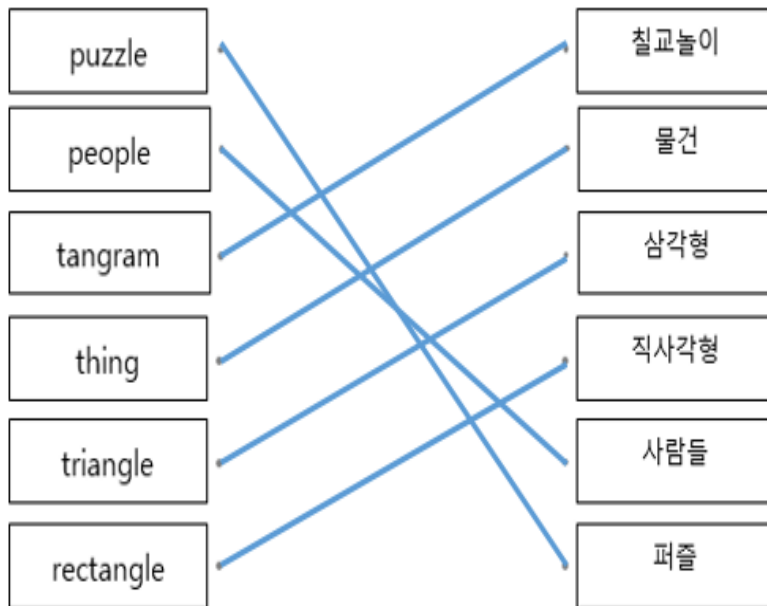 puzzle
칠교놀이
people
물건
tangram
삼각형
thing
직사각형
triangle
사람들
rectangle
퍼즐